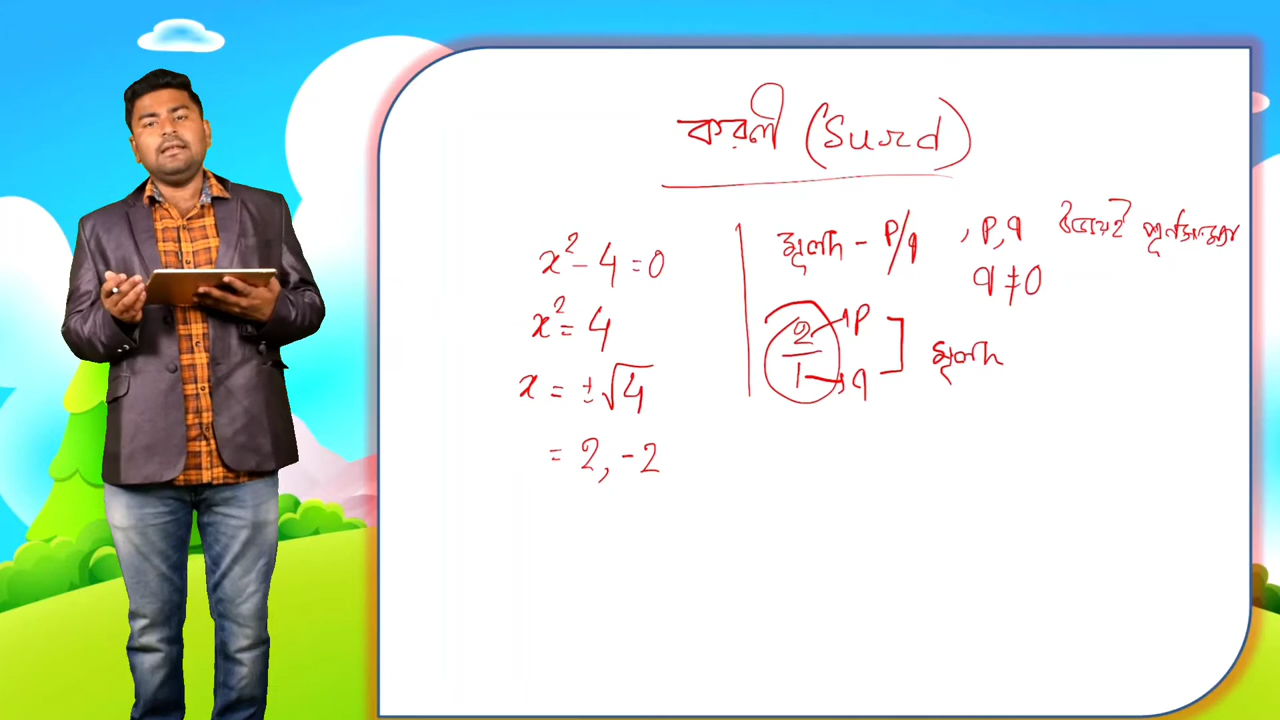 করণী (Surd)
x² - 4 = 0
x² = 4
x = ± √4
= 2, -2
মূলদ - p/q , p, q উভয়ই পূর্ণসংখ্যা
q ≠ 0
2/1 → p → q ] মূলদ